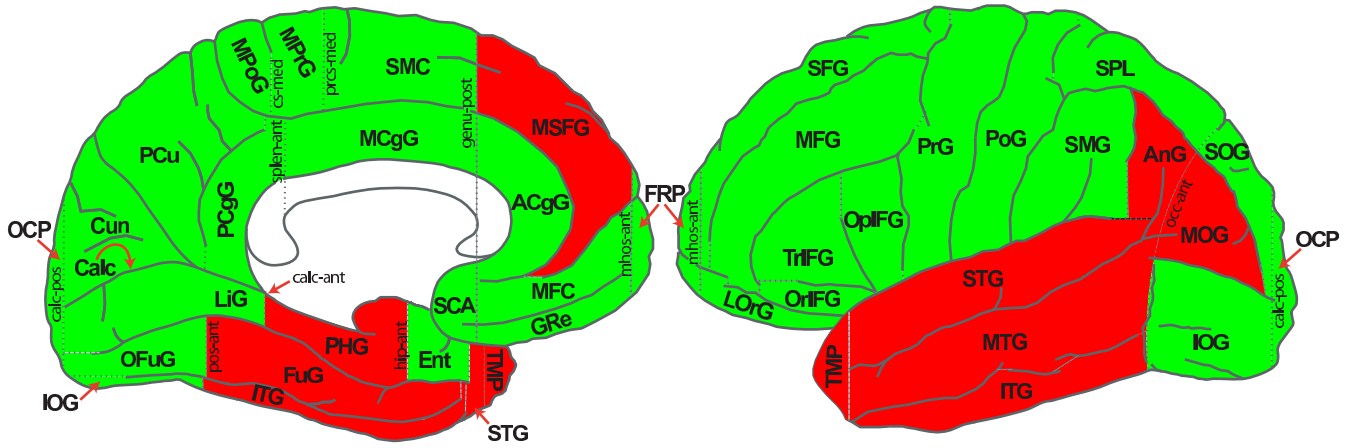 MPoG
cs-med
MPrG
prcs-med
SMC
genu-post
MSFG
PCu
splen-ant
MCgG
PCgG
ACgG
mhos-ant
FRP
OCP
Cun
Calc
calc-pos
calc-ant
LiG
SCA
MFC
GRe
OFuG
pos-ant
PHG
hip-ant
Ent
TMP
FuG
ITG
IOG
STG
SFG
SPL
MFG
PrG
PoG
SMG
AnG
SOG
mhos-ant
OpIFG
occ-ant
MOG
OCP
TrIFG
STG
calc-pos
LOrG
OrIFG
MTG
IOG
TMP
ITG